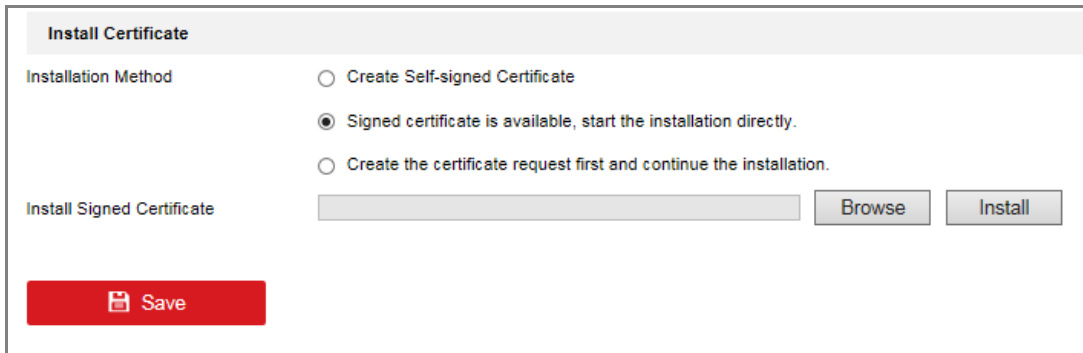 Install Certificate
Installation Method
Create Self-signed Certificate
Signed certificate is available, start the installation directly.
Create the certificate request first and continue the installation.
Install Signed Certificate
Browse
Install
Save